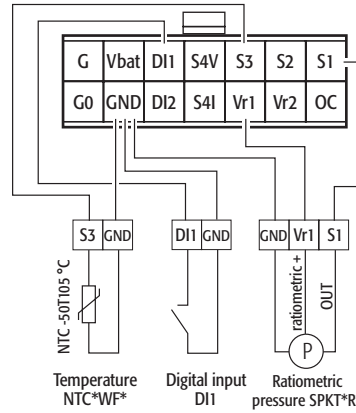 G Vbat DI1 S4V S3 S2 S1
G0 GND DI2 S4I Vr1 Vr2 OC
S3 GND DI1 GND GND Vr1 S1
NTC -50T105 °C
ratiometric +
OUT
P
Temperature Digital input Ratiometric
NTC*WF* DI1 pressure SPKT*R